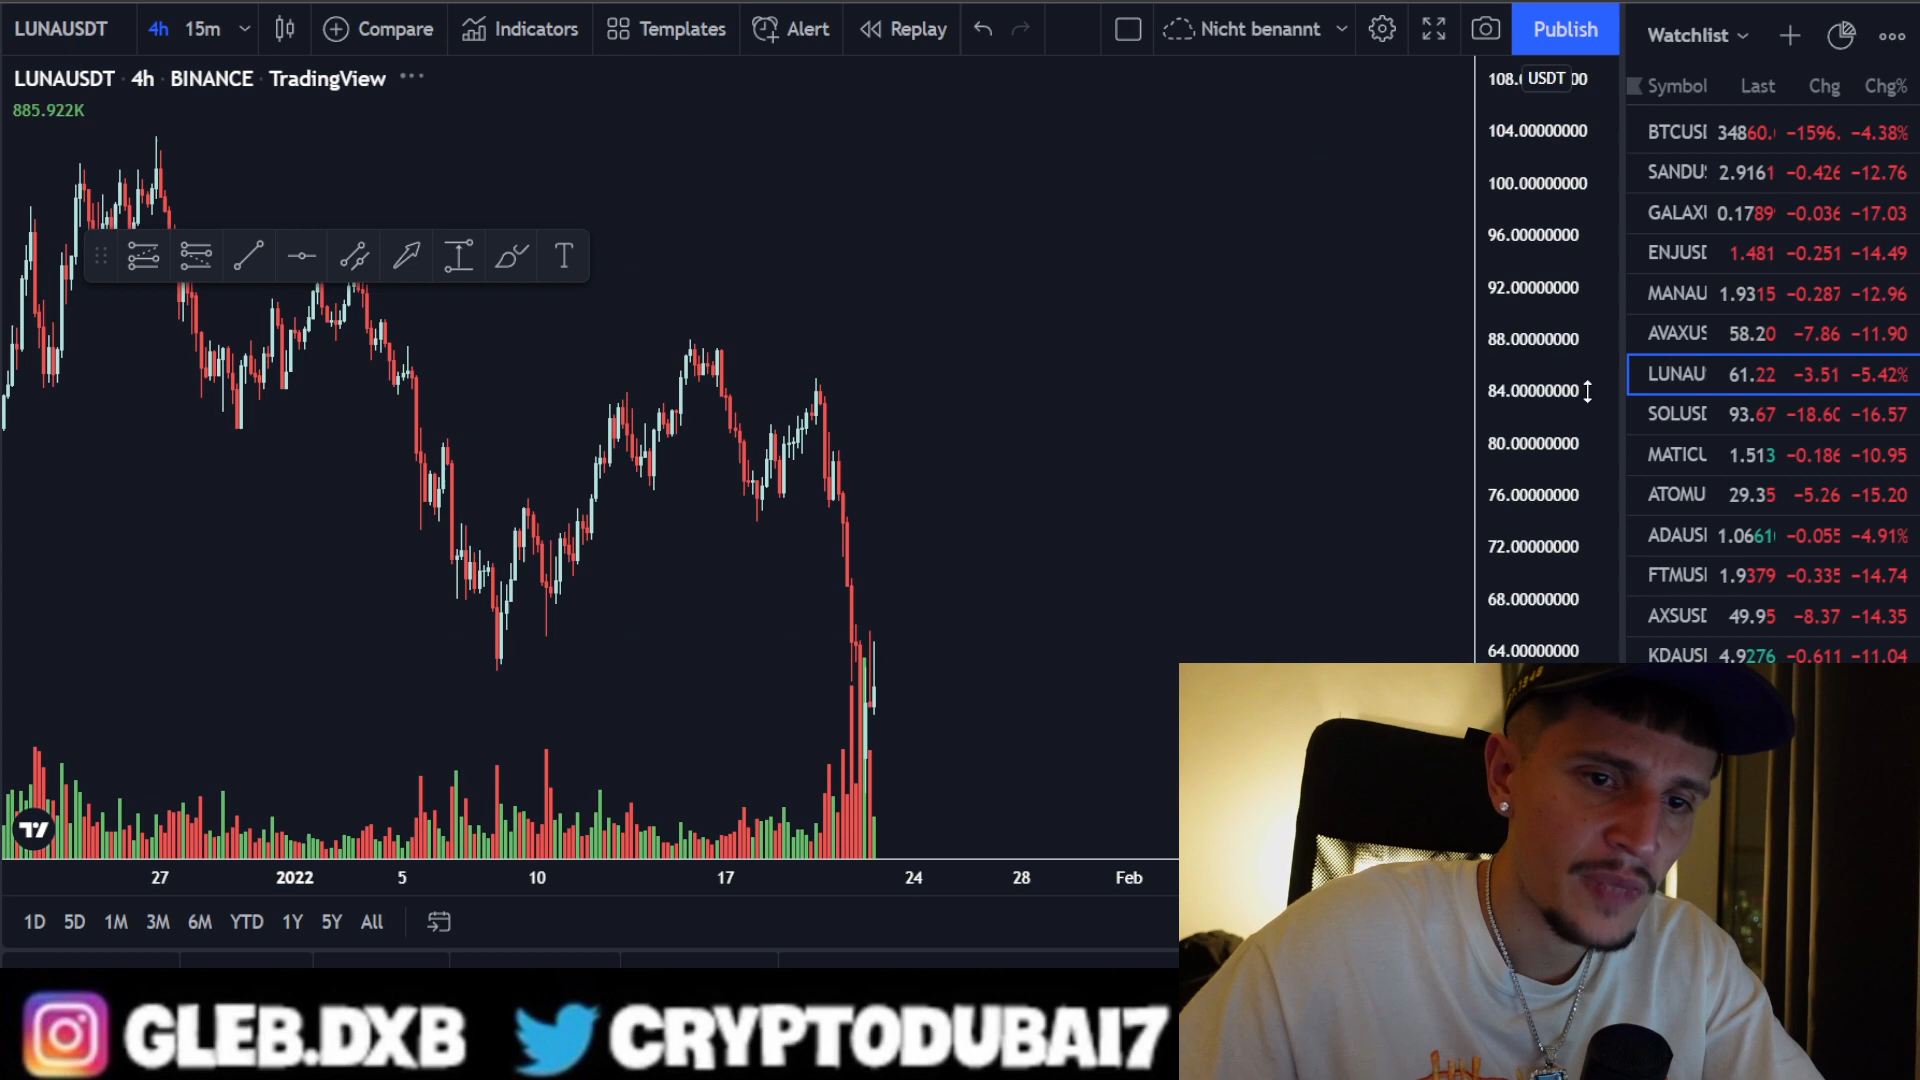 LUNAUSDT 4h 15m Compare Indicators Templates Alert Replay Nicht benannt Publish
Watchlist
LUNAUSDT · 4h · BINANCE · TradingView
885.922K
USDT
104.00000000
100.00000000
96.00000000
92.00000000
88.00000000
84.00000000
80.00000000
76.00000000
72.00000000
68.00000000
64.00000000
Symbol Last Chg Chg%
BTCUSI 34860. −1596. −4.38%
SANDU 2.9161 −0.426 −12.76
GALAXI 0.1789 −0.036 −17.03
ENJUSI 1.481 −0.251 −14.49
MANAU 1.9315 −0.287 −12.96
AVAXUS 58.20 −7.86 −11.90
LUNAU 61.22 −3.51 −5.42%
SOLUSI 93.67 −18.60 −16.57
MATICL 1.513 −0.186 −10.95
ATOMU 29.35 −5.26 −15.20
ADAUSI 1.0661 −0.055 −4.91%
FTMUSI 1.9379 −0.335 −14.74
AXSUSI 49.95 −8.37 −14.35
KDAUSI 4.9276 −0.611 −11.04
27 2022 5 10 17 24 28 Feb
1D 5D 1M 3M 6M YTD 1Y 5Y All
GLEB.DXB CRYPTODUBAI7